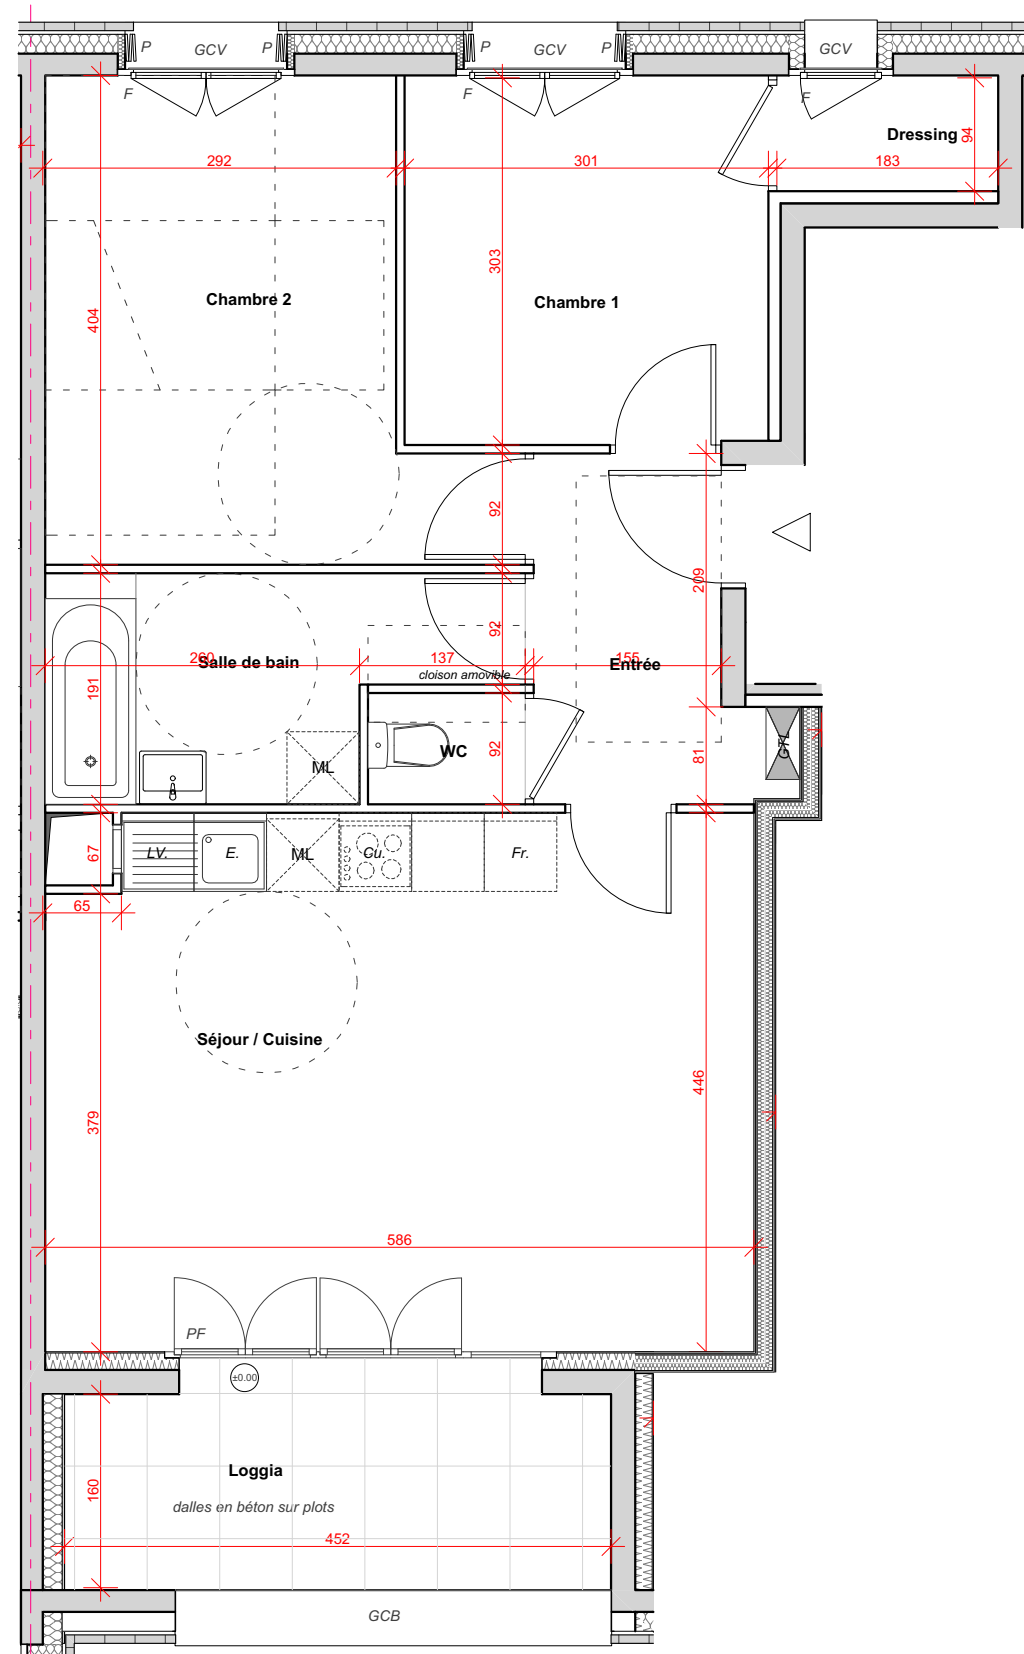 P
GCV
P
P
GCV
P
GCV
F
F
F
Dressing
94
292
301
183
303
Chambre 2
Chambre 1
404
92
209
92
Salle de bain
260
137
155
Entrée
cloison amovible
191
92
WC
GTL
81
ML
LV.
E.
ML
Cu.
Fr.
67
65
Séjour / Cuisine
446
379
586
PF
±0.00
Loggia
160
dalles en béton sur plots
452
GCB